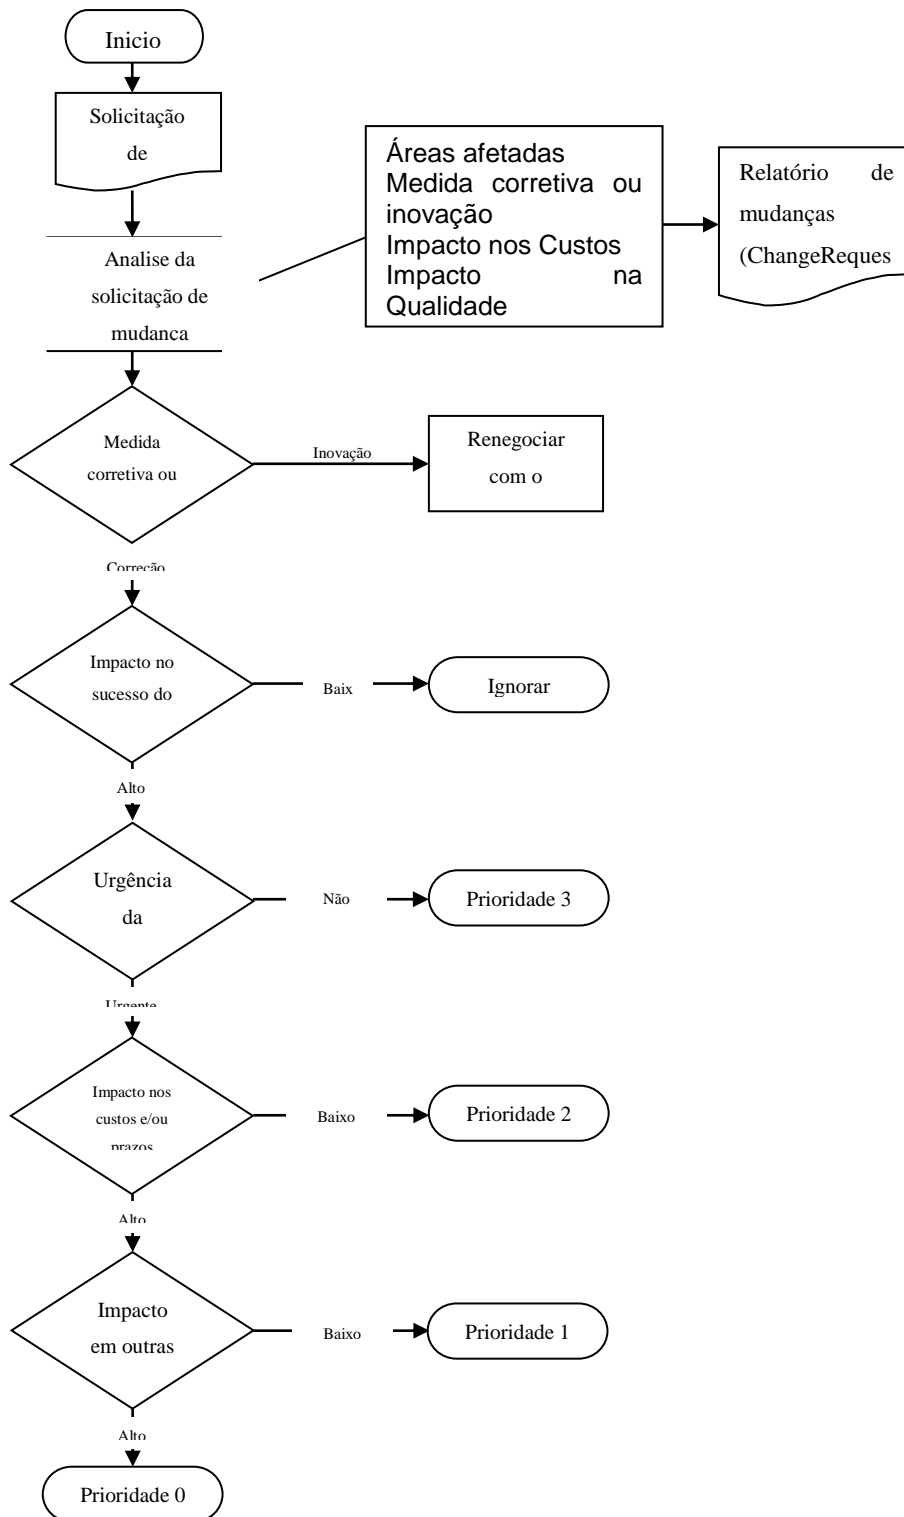 Inicio
Solicitação
de
Áreas afetadas
Medida corretiva ou
inovação
Impacto nos Custos
Impacto na
Qualidade
Relatório de
mudanças
(ChangeReques
Analise da
solicitação de
mudanca
Medida
corretiva ou
Inovação
Renegociar
com o
Correção
Impacto no
sucesso do
Baix
Ignorar
Alto
Urgência
da
Não
Prioridade 3
Urgente
Impacto nos
custos e/ou
prazos
Baixo
Prioridade 2
Alto
Impacto
em outras
Baixo
Prioridade 1
Alto
Prioridade 0